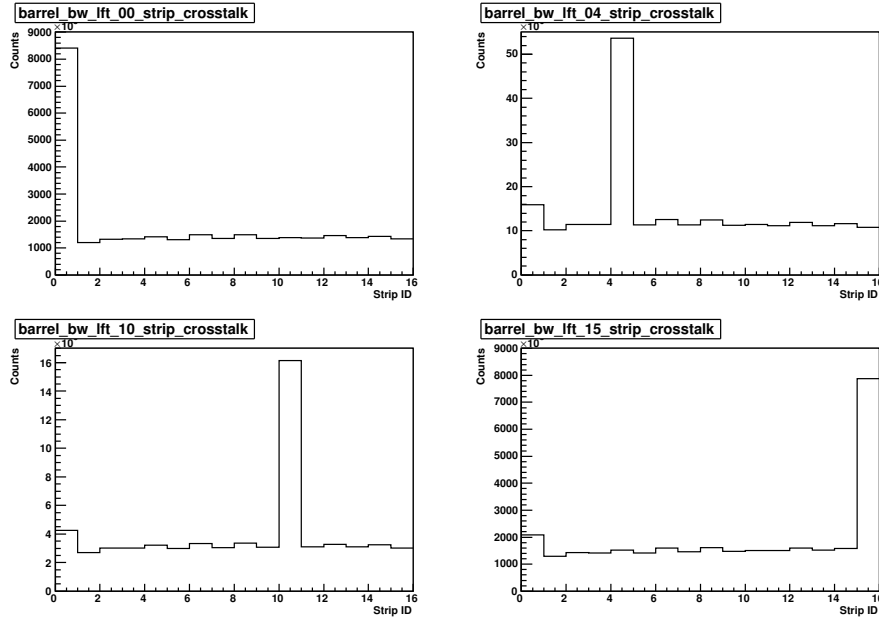 barrel_bw_lft_00_strip_crosstalk
Counts
9000
8000
7000
6000
5000
4000
3000
2000
1000
0
0 2 4 6 8 10 12 14 16
Strip ID
barrel_bw_lft_04_strip_crosstalk
Counts
50
40
30
20
10
0
0 2 4 6 8 10 12 14 16
Strip ID
barrel_bw_lft_10_strip_crosstalk
Counts
16
14
12
10
8
6
4
2
0
0 2 4 6 8 10 12 14 16
Strip ID
barrel_bw_lft_15_strip_crosstalk
Counts
9000
8000
7000
6000
5000
4000
3000
2000
1000
0
0 2 4 6 8 10 12 14 16
Strip ID